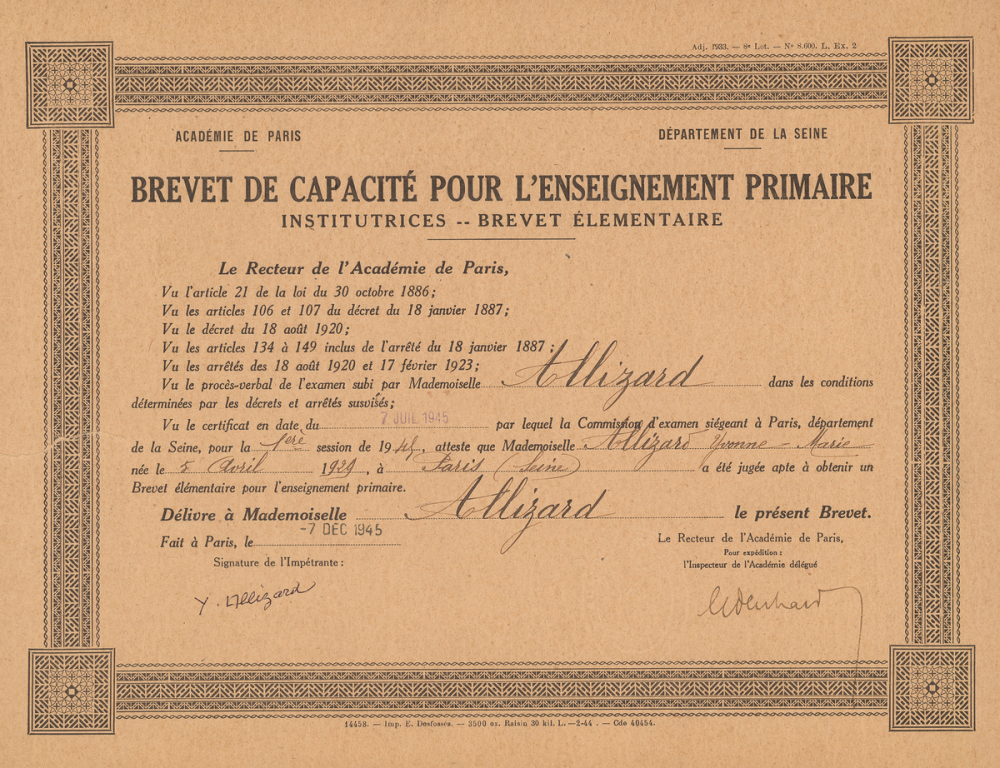 Adj. 1933. — 8e Lot. — No 8.600. L. Ex. 2
ACADÉMIE DE PARIS
DÉPARTEMENT DE LA SEINE
BREVET DE CAPACITÉ POUR L'ENSEIGNEMENT PRIMAIRE
INSTITUTRICES -- BREVET ÉLEMENTAIRE
Le Recteur de l'Académie de Paris,
Vu l'article 21 de la loi du 30 octobre 1886;
Vu les articles 106 et 107 du décret du 18 janvier 1887;
Vu le décret du 18 août 1920;
Vu les articles 134 à 149 inclus de l'arrêté du 18 janvier 1887;
Vu les arrêtés des 18 août 1920 et 17 février 1923;
Vu le procès-verbal de l'examen subi par Mademoiselle Allizard dans les conditions
déterminées par les décrets et arrêtés susvisés;
Vu le certificat en date du 7 JUIL 1945 par lequel la Commission d'examen siégeant à Paris, département
de la Seine, pour la 1ère session de 1945, atteste que Mademoiselle Allizard Yvonne-Marie
née le 5 Avril 1929, à Paris (Seine) a été jugée apte à obtenir un
Brevet élémentaire pour l'enseignement primaire.
Délivre à Mademoiselle Allizard le présent Brevet.
Fait à Paris, le -7 DEC 1945
Le Recteur de l'Académie de Paris,
Pour expédition:
Signature de l'Impétrante:
l'Inspecteur de l'Académie délégué
Y. Allizard
14458. — Imp. E. Desfossés. — 3500 ex. Raisin 30 kil. L. —2-44. — Cde 40454.